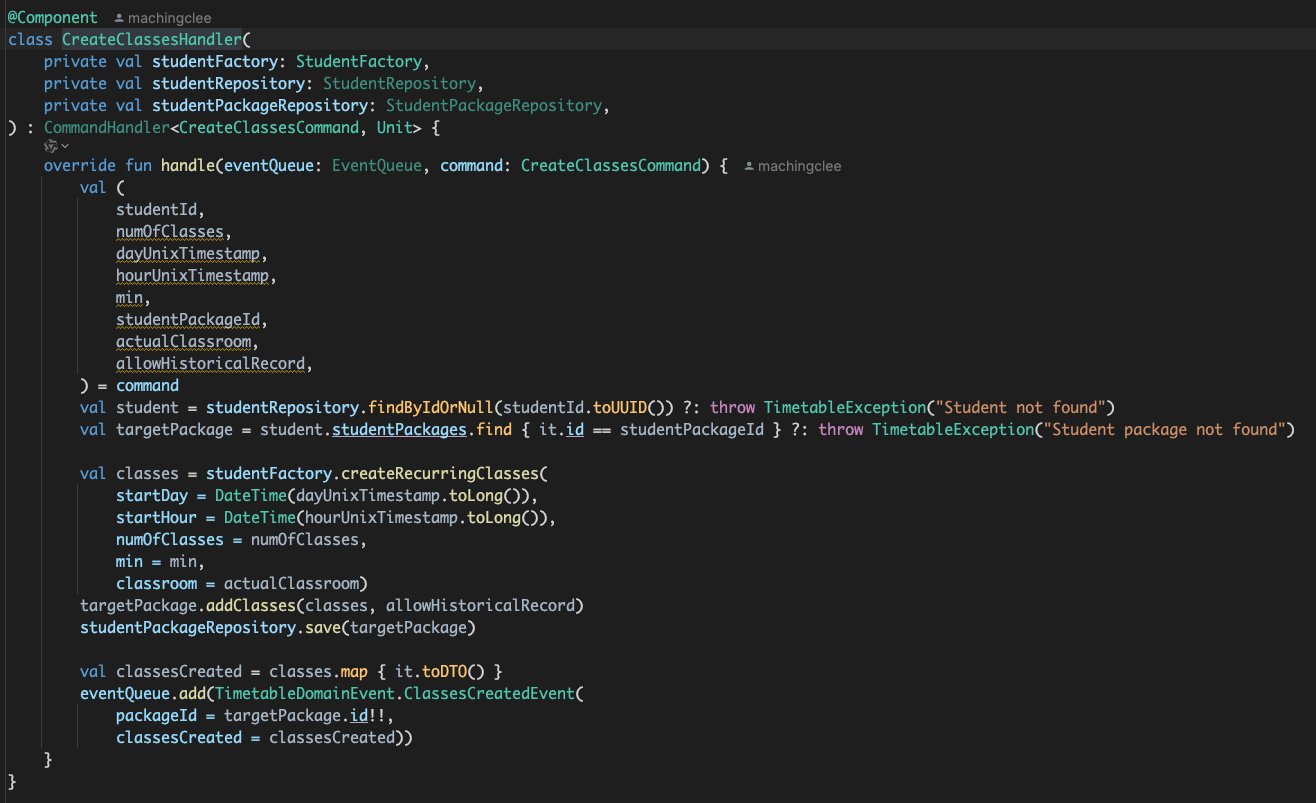 @Component machingclee
class CreateClassesHandler(
    private val studentFactory: StudentFactory,
    private val studentRepository: StudentRepository,
    private val studentPackageRepository: StudentPackageRepository,
) : CommandHandler<CreateClassesCommand, Unit> {
    override fun handle(eventQueue: EventQueue, command: CreateClassesCommand) { machingclee
        val (
            studentId,
            numOfClasses,
            dayUnixTimestamp,
            hourUnixTimestamp,
            min,
            studentPackageId,
            actualClassroom,
            allowHistoricalRecord,
        ) = command
        val student = studentRepository.findByIdOrNull(studentId.toUUID()) ?: throw TimetableException("Student not found")
        val targetPackage = student.studentPackages.find { it.id == studentPackageId } ?: throw TimetableException("Student package not found")

        val classes = studentFactory.createRecurringClasses(
            startDay = DateTime(dayUnixTimestamp.toLong()),
            startHour = DateTime(hourUnixTimestamp.toLong()),
            numOfClasses = numOfClasses,
            min = min,
            classroom = actualClassroom)
        targetPackage.addClasses(classes, allowHistoricalRecord)
        studentPackageRepository.save(targetPackage)

        val classesCreated = classes.map { it.toDTO() }
        eventQueue.add(TimetableDomainEvent.ClassesCreatedEvent(
            packageId = targetPackage.id!!,
            classesCreated = classesCreated))
    }
}